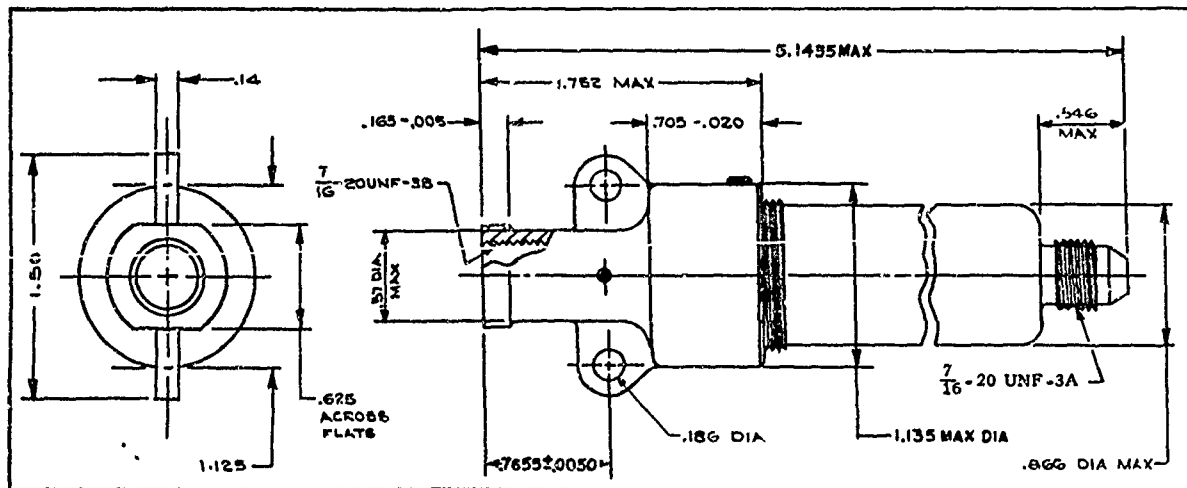 5.1435 MAX
.14
1.762 MAX
.165-.005
.705 -.020
.546
MAX
7/16-20UNF-3B
1.50
.57 DIA
MAX
7/16-20 UNF-3A
.625
ACROSS
FLATS
.186 DIA
1.135 MAX DIA
1.125
.7655±.0050
.866 DIA MAX